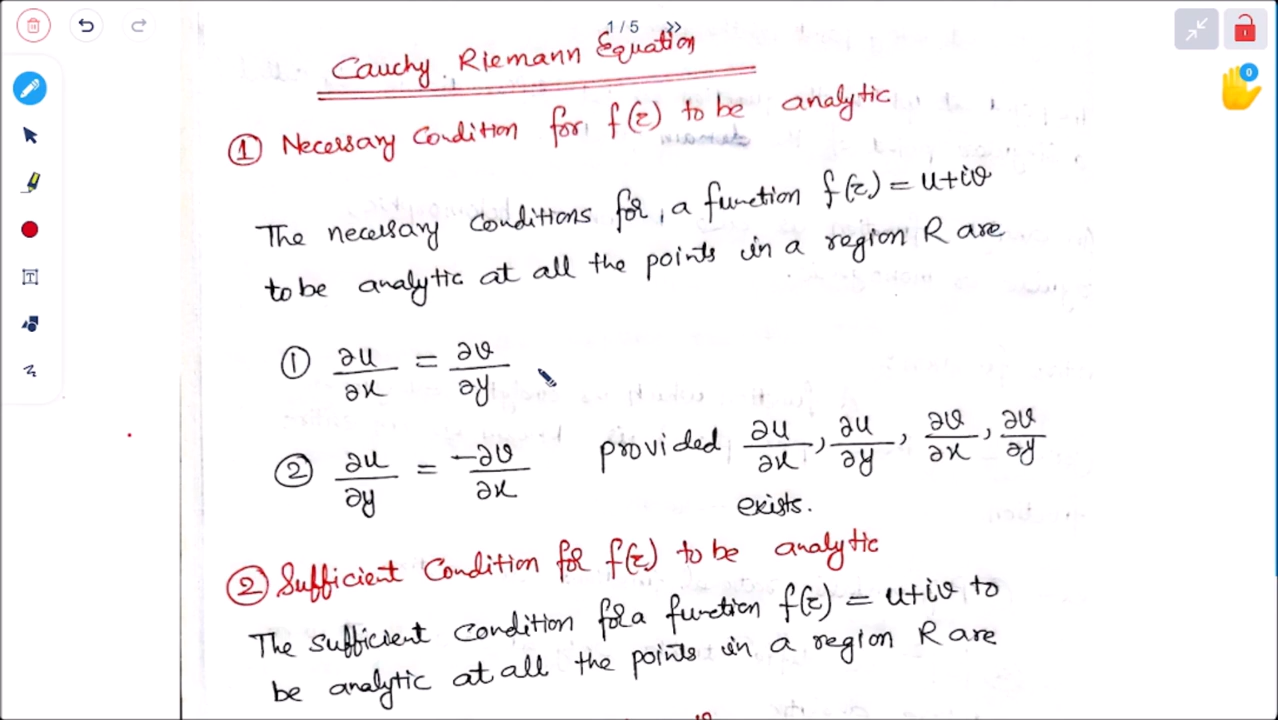 1/5 >>
Cauchy Riemann Equation
① Necessary Condition for f(z) to be analytic
The necessary conditions for, a function f(z) = u+iv
to be analytic at all the points in a region R are
① ∂u/∂x = ∂v/∂y
② ∂u/∂y = -∂v/∂x provided ∂u/∂x, ∂u/∂y, ∂v/∂x, ∂v/∂y
exists.
② Sufficient Condition for f(z) to be analytic
The sufficient condition for a function f(z) = u+iv to
be analytic at all the points in a region R are
0
T